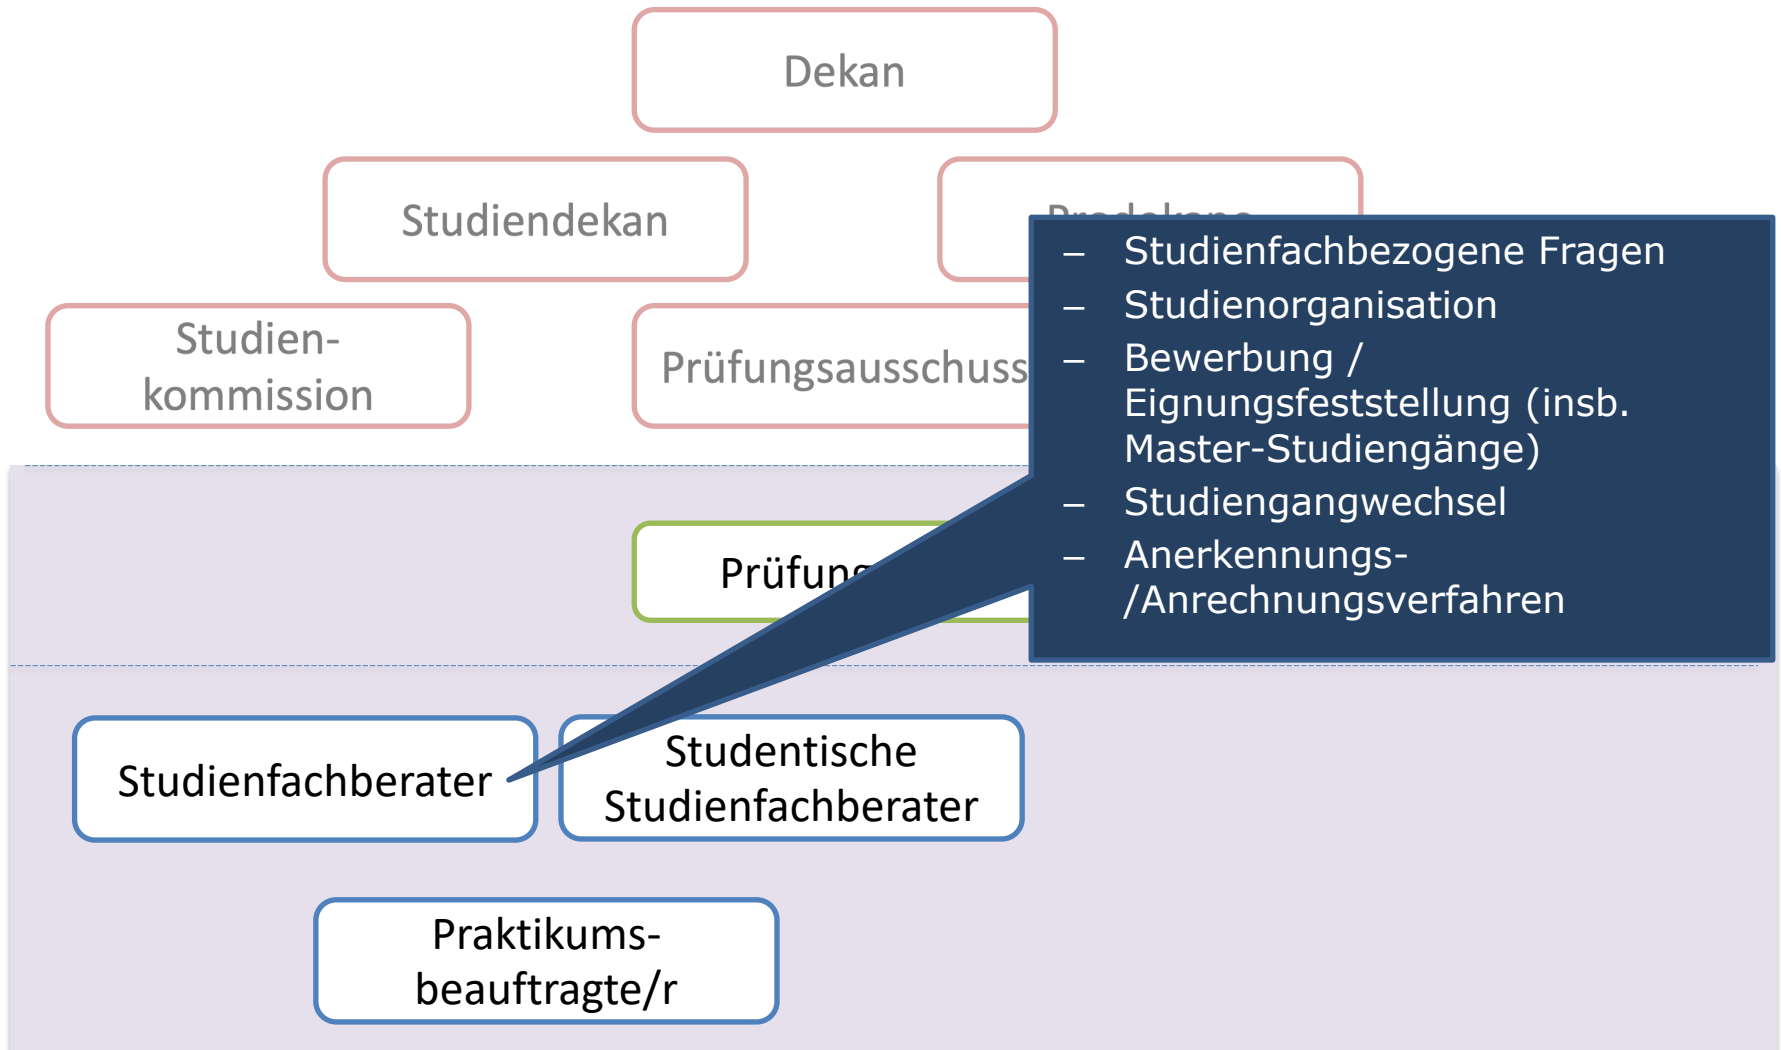 Dekan
Studiendekan
Studien-
kommission
Prüfungsausschuss
– Studienfachbezogene Fragen
– Studienorganisation
– Bewerbung /
Eignungsfeststellung (insb.
Master-Studiengänge)
– Studiengangwechsel
– Anerkennungs-
/Anrechnungsverfahren
Studienfachberater
Studentische
Studienfachberater
Praktikums-
beauftragte/r